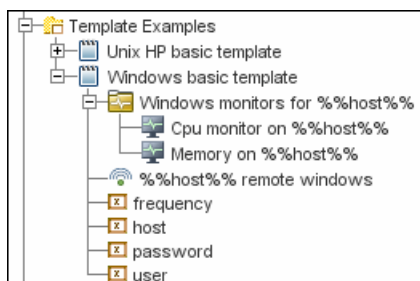 Template Examples
Unix HP basic template
Windows basic template
Windows monitors for %%host%%
Cpu monitor on %%host%%
Memory on %%host%%
%%host%% remote windows
frequency
host
password
user